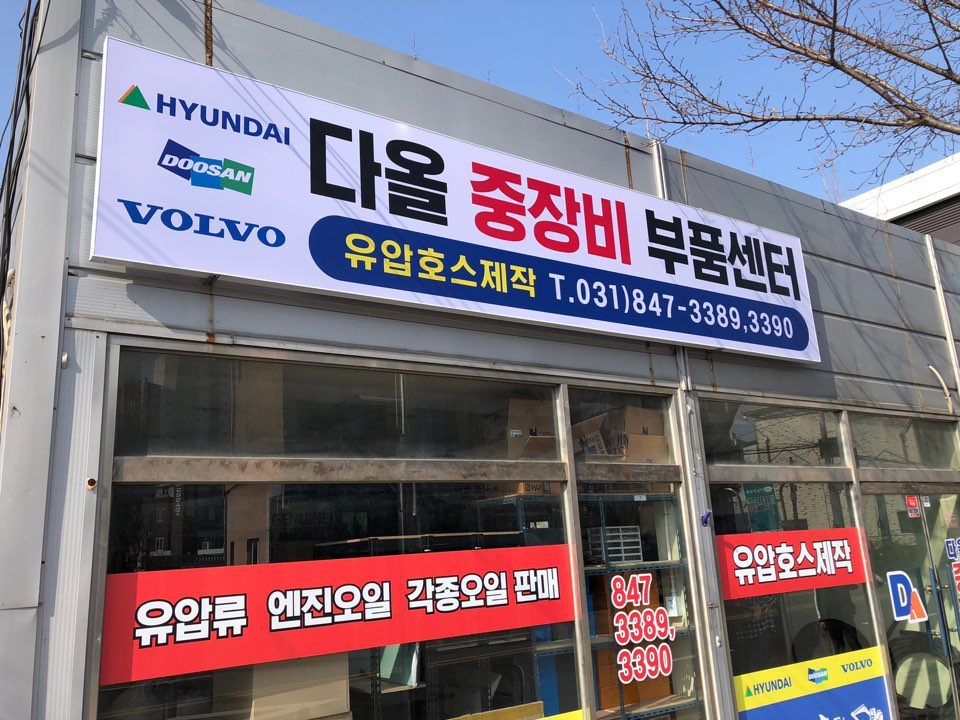 HYUNDAI
DOOSAN
VOLVO
다올 중장비 부품센터
유압호스제작 T.031)847-3389,3390
유압류 엔진오일 각종오일 판매
847
3389,
3390
유압호스제작
DA
HYUNDAI DOOSAN VOLVO